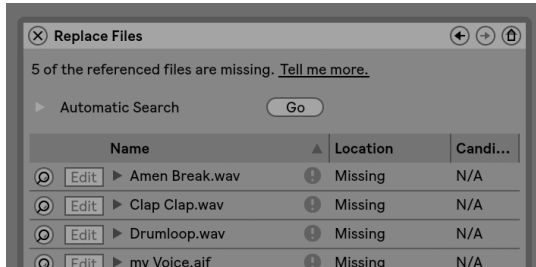 Replace Files
5 of the referenced files are missing. Tell me more.
Automatic Search Go
Name Location Candi...
Edit Amen Break.wav Missing N/A
Edit Clap Clap.wav Missing N/A
Edit Drumloop.wav Missing N/A
Edit my Voice.aif Missing N/A